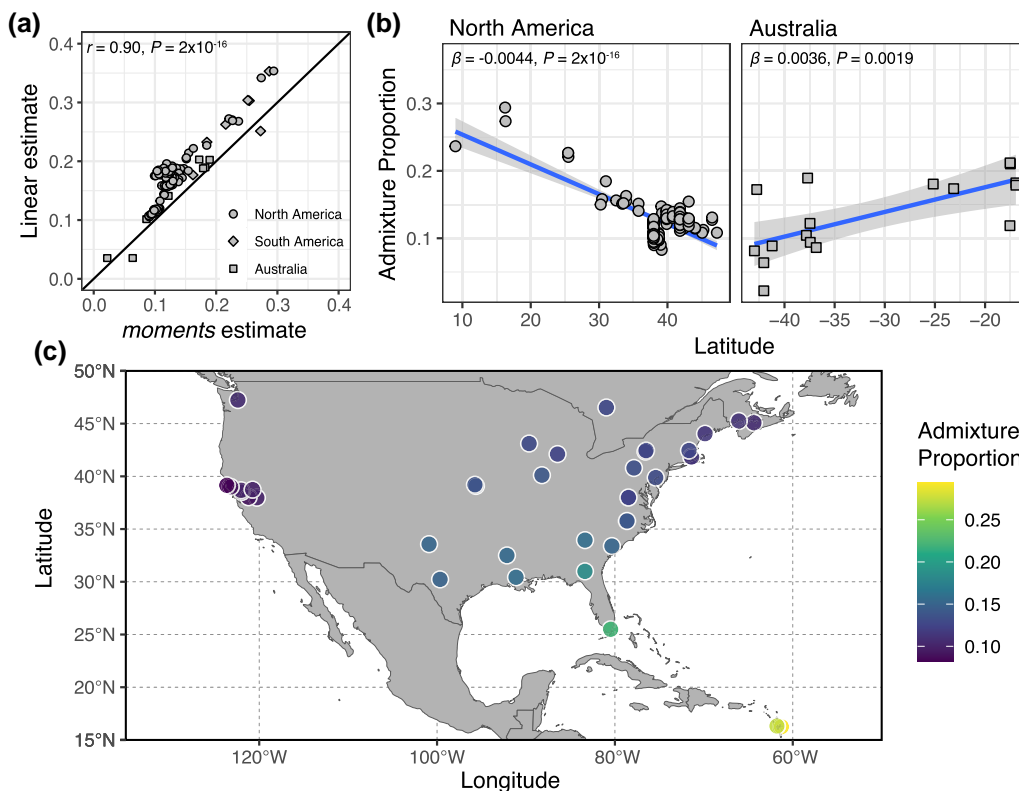 (a)
r = 0.90, P = 2x10-16
Linear estimate
0.4
0.3
0.2
0.1
0.0
North America
South America
Australia
0.0 0.1 0.2 0.3 0.4
moments estimate
(b)
North America
β = -0.0044, P = 2x10-16
Admixture Proportion
0.3
0.2
0.1
10 20 30 40
Australia
β = 0.0036, P = 0.0019
−40 −35 −30 −25 −20
Latitude
(c)
Latitude
50°N
45°N
40°N
35°N
30°N
25°N
20°N
15°N
120°W 100°W 80°W 60°W
Longitude
Admixture
Proportion
0.25
0.20
0.15
0.10